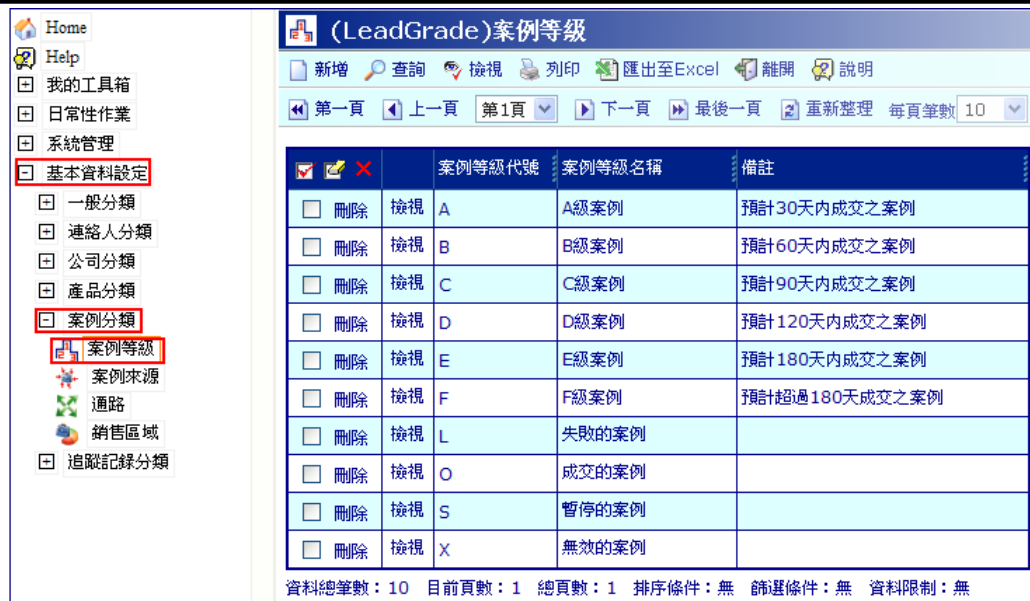 Home
Help
我的工具箱
日常性作業
系統管理
基本資料設定
一般分類
連絡人分類
公司分類
產品分類
案例分類
案例等級
案例來源
通路
銷售區域
追蹤記錄分類
(LeadGrade)案例等級
新增 查詢 檢視 列印 匯出至Excel 離開 說明
第一頁 上一頁 第1頁 下一頁 最後一頁 重新整理 每頁筆數 10
案例等級代號 案例等級名稱 備註
刪除 檢視 A A級案例 預計30天内成交之案例
刪除 檢視 B B級案例 預計60天内成交之案例
刪除 檢視 C C級案例 預計90天内成交之案例
刪除 檢視 D D級案例 預計120天内成交之案例
刪除 檢視 E E級案例 預計180天内成交之案例
刪除 檢視 F F級案例 預計超過180天成交之案例
刪除 檢視 L 失敗的案例
刪除 檢視 O 成交的案例
刪除 檢視 S 暫停的案例
刪除 檢視 X 無效的案例
資料總筆數：10 目前頁數：1 總頁數：1 排序條件：無 篩選條件：無 資料限制：無